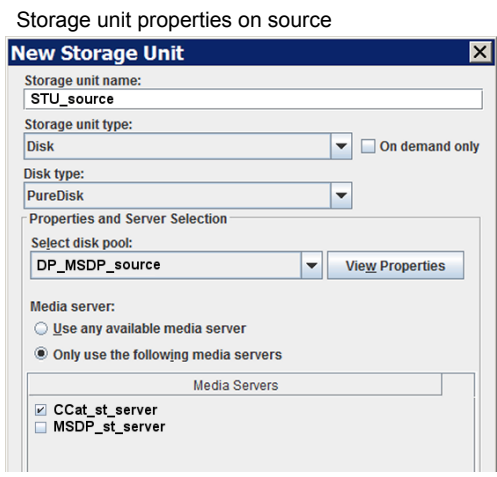 Storage unit properties on source
New Storage Unit
Storage unit name:
STU_source
Storage unit type:
Disk
On demand only
Disk type:
PureDisk
Properties and Server Selection
Select disk pool:
DP_MSDP_source
View Properties
Media server:
Use any available media server
Only use the following media servers
Media Servers
CCat_st_server
MSDP_st_server